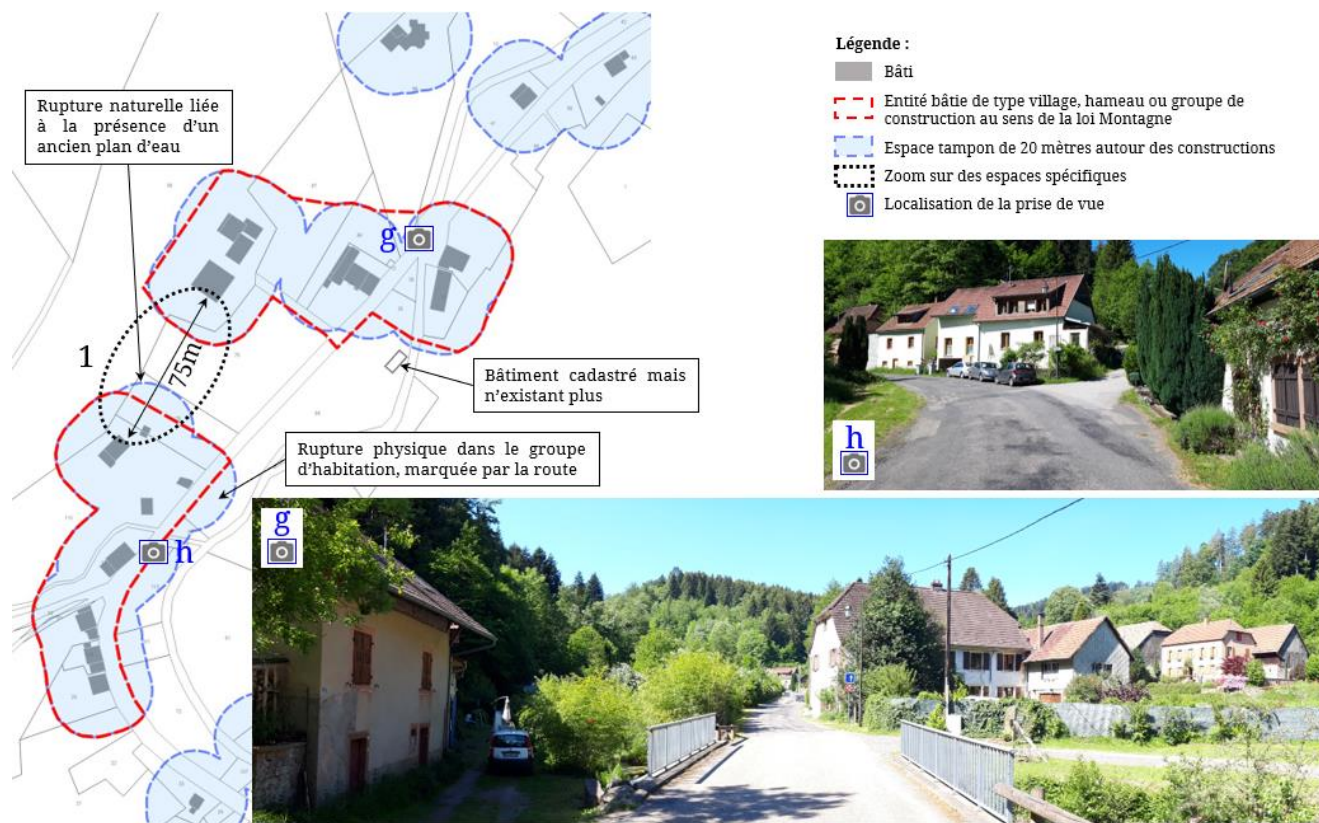 Légende :
Bâti
Entité bâtie de type village, hameau ou groupe de
construction au sens de la loi Montagne
Espace tampon de 20 mètres autour des constructions
Zoom sur des espaces spécifiques
Localisation de la prise de vue
Rupture naturelle liée
à la présence d’un
ancien plan d’eau
g
1
75m
Bâtiment cadastré mais
n’existant plus
Rupture physique dans le groupe
d’habitation, marquée par la route
h
h
g